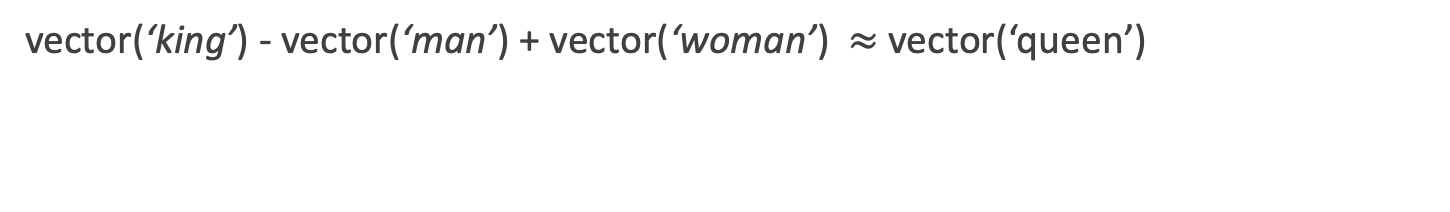 vector(‘king’) - vector(‘man’) + vector(‘woman’) ≈ vector(‘queen’)